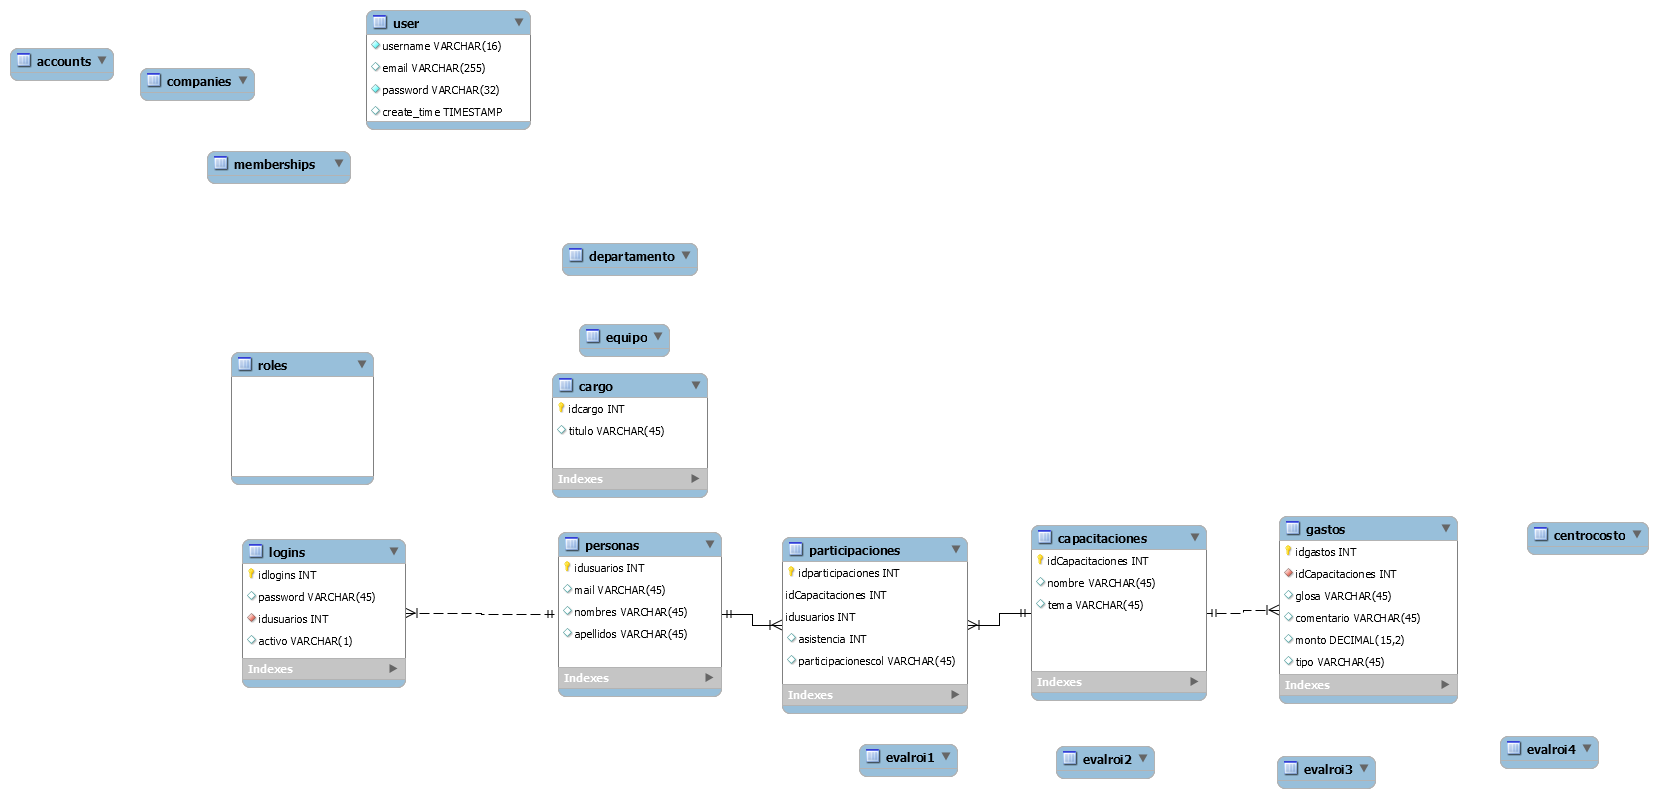 accounts
companies
user
username VARCHAR(16)
email VARCHAR(255)
password VARCHAR(32)
create_time TIMESTAMP
memberships
departamento
equipo
roles
cargo
idcargo INT
titulo VARCHAR(45)
Indexes
logins
idlogins INT
password VARCHAR(45)
idusuarios INT
activo VARCHAR(1)
Indexes
personas
idusuarios INT
mail VARCHAR(45)
nombres VARCHAR(45)
apellidos VARCHAR(45)
Indexes
participaciones
idparticipaciones INT
idCapacitaciones INT
idusuarios INT
asistencia INT
participacionescol VARCHAR(45)
Indexes
capacitaciones
idCapacitaciones INT
nombre VARCHAR(45)
tema VARCHAR(45)
Indexes
gastos
idgastos INT
idCapacitaciones INT
glosa VARCHAR(45)
comentario VARCHAR(45)
monto DECIMAL(15,2)
tipo VARCHAR(45)
Indexes
centrocosto
evalroi1
evalroi2
evalroi3
evalroi4